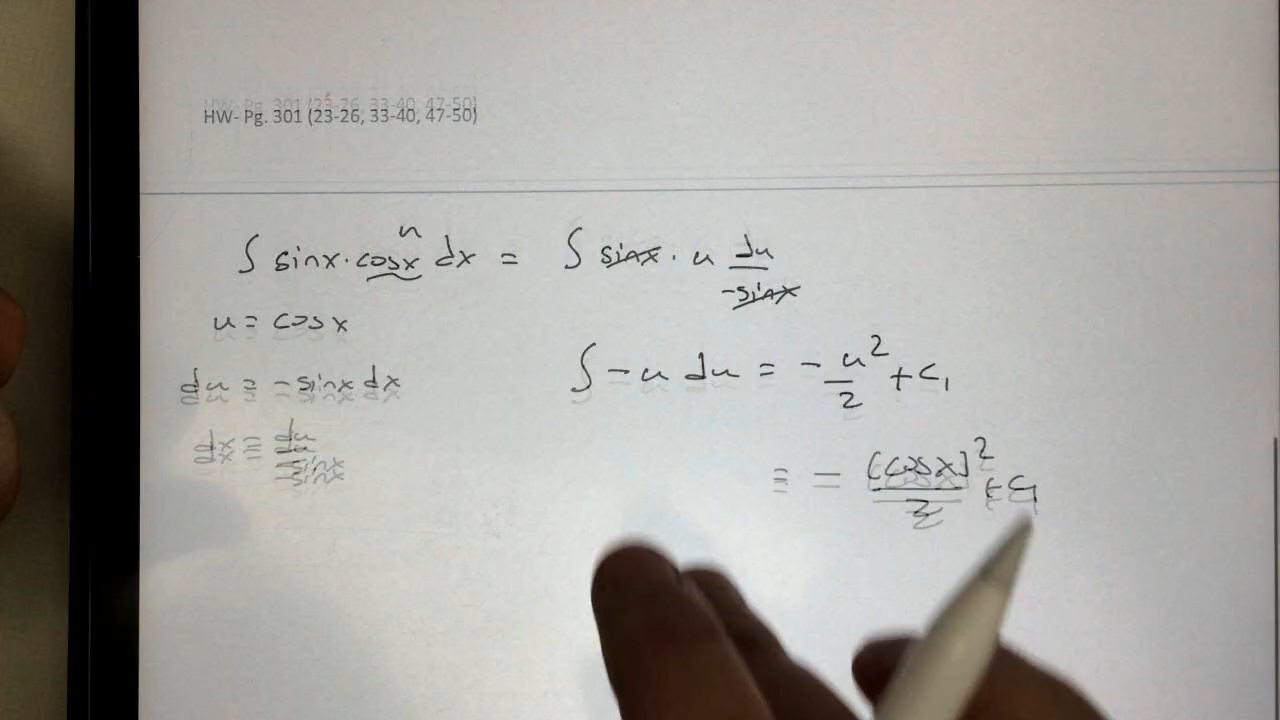 HW- Pg. 301 (23-26, 33-40, 47-50)
∫ sinx · cosx dx = ∫ sinx · u du/-sinx
u
u = cosx
du = -sinx dx
∫ -u du = -u²/2 + C₁
dx = du/-sinx
= -(cosx)²/2 + C₁